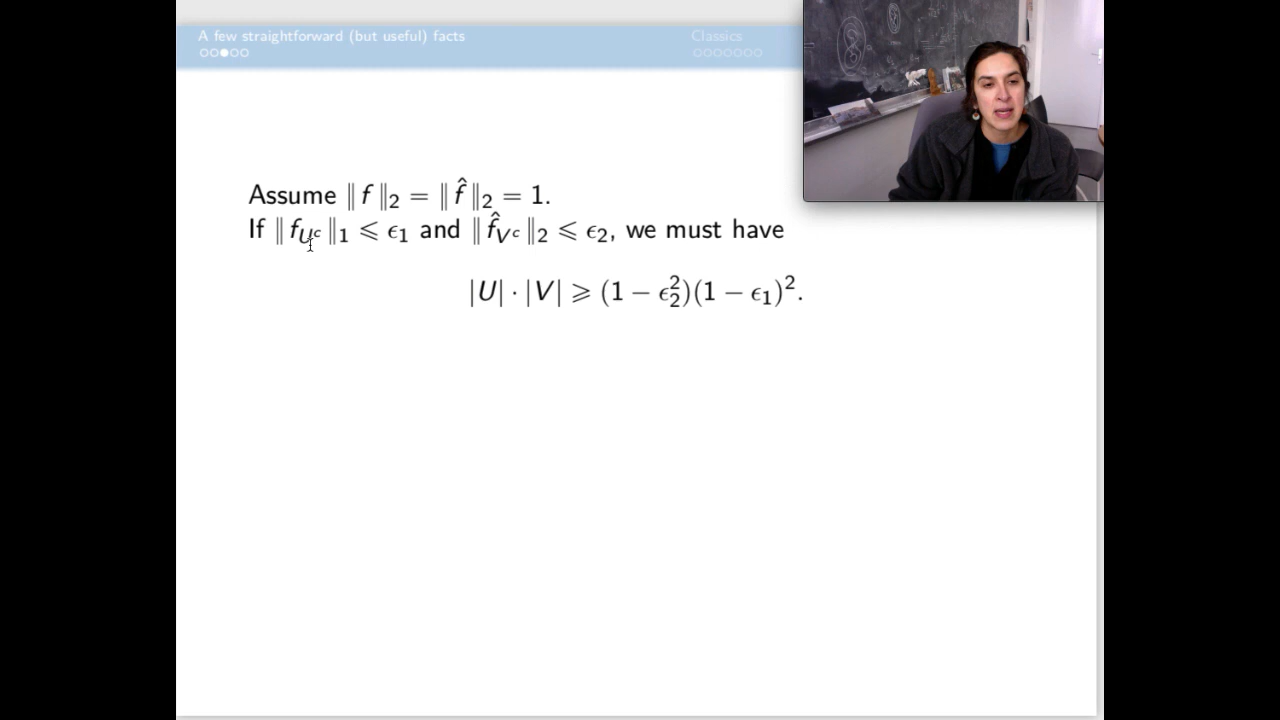 A few straightforward (but useful) facts
Classics
Assume ‖ f ‖₂ = ‖ f̂ ‖₂ = 1.
If ‖ f_{U^c} ‖₁ ⩽ ϵ₁ and ‖ f̂_{V^c} ‖₂ ⩽ ϵ₂, we must have
|U| · |V| ⩾ (1 − ϵ₂²)(1 − ϵ₁)².